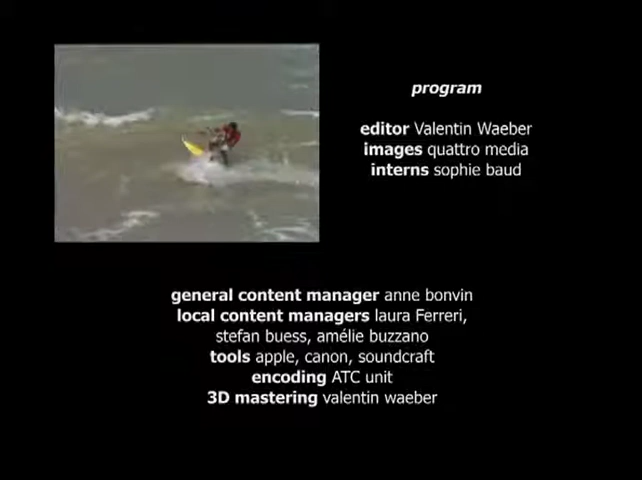 program
editor Valentin Waeber
images quattro media
interns sophie baud
general content manager anne bonvin
local content managers laura Ferreri,
stefan buess, amélie buzzano
tools apple, canon, soundcraft
encoding ATC unit
3D mastering valentin waeber